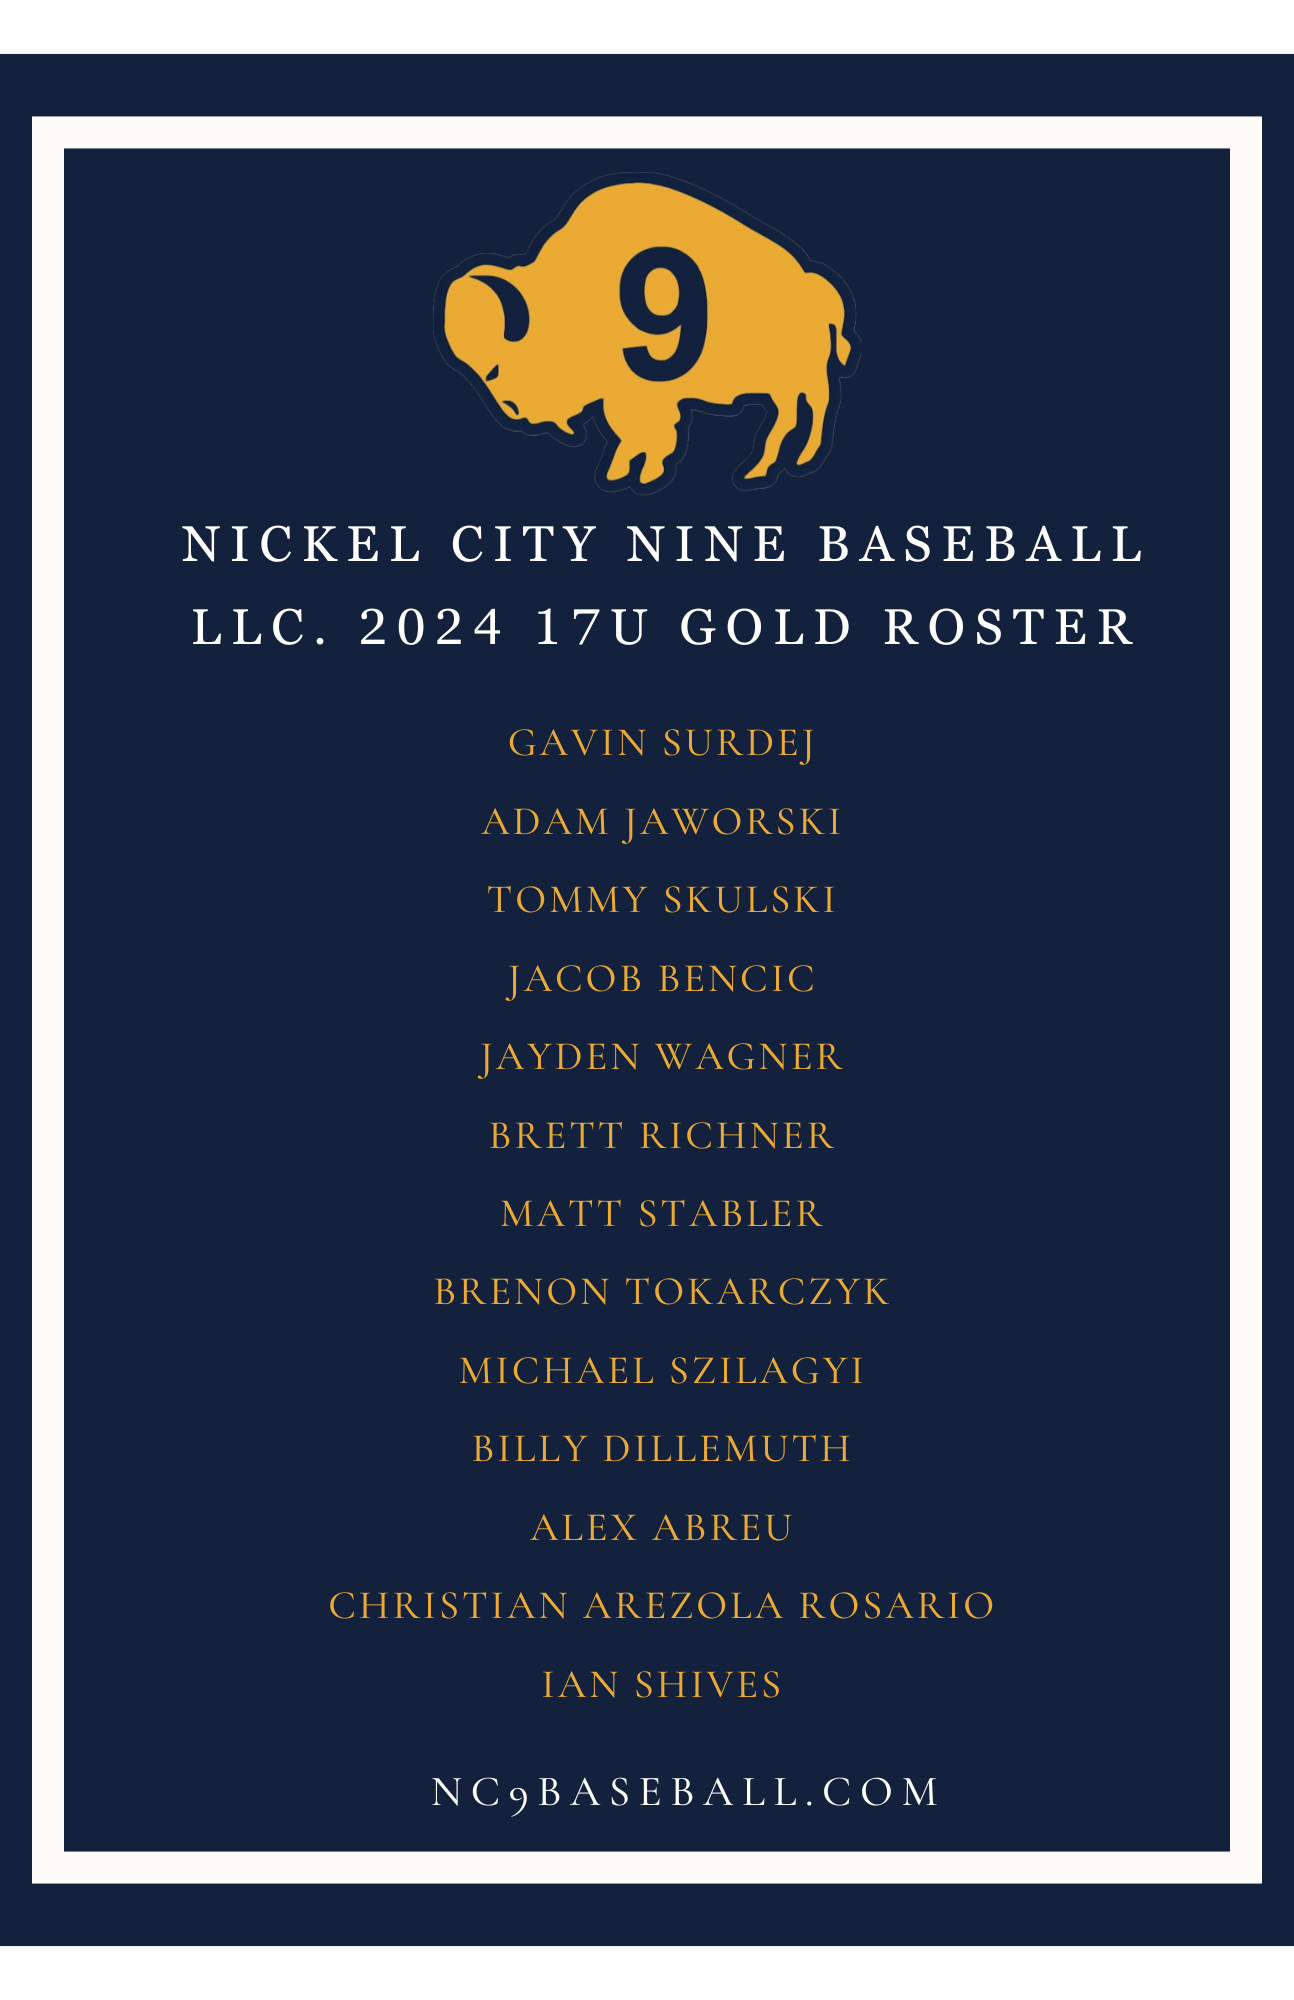 9
NICKEL CITY NINE BASEBALL
LLC. 2024 17U GOLD ROSTER
GAVIN SURDEJ
ADAM JAWORSKI
TOMMY SKULSKI
JACOB BENCIC
JAYDEN WAGNER
BRETT RICHNER
MATT STABLER
BRENON TOKARCZYK
MICHAEL SZILAGYI
BILLY DILLEMUTH
ALEX ABREU
CHRISTIAN AREZOLA ROSARIO
IAN SHIVES
NC9BASEBALL.COM